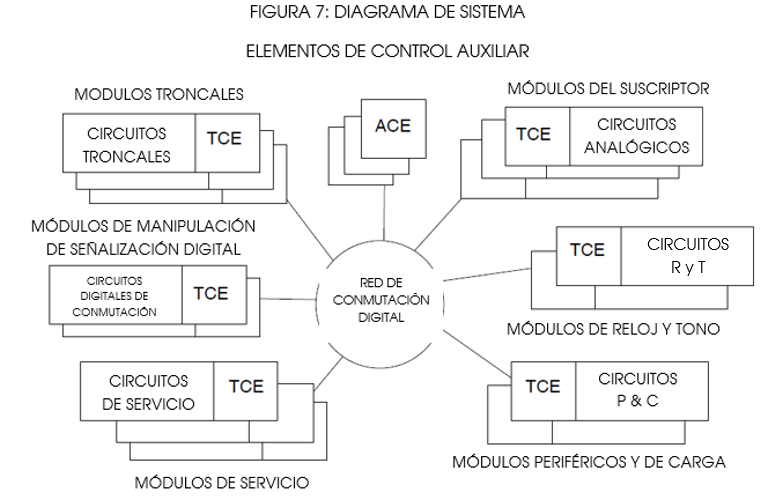 FIGURA 7: DIAGRAMA DE SISTEMA
ELEMENTOS DE CONTROL AUXILIAR
MODULOS TRONCALES
CIRCUITOS
TRONCALES
TCE
ACE
MÓDULOS DEL SUSCRIPTOR
TCE
CIRCUITOS
ANALÓGICOS
MÓDULOS DE MANIPULACIÓN
DE SEÑALIZACIÓN DIGITAL
CIRCUITOS
DIGITALES DE
CONMUTACIÓN
TCE
RED DE
CONMUTACIÓN
DIGITAL
TCE
CIRCUITOS
R y T
MÓDULOS DE RELOJ Y TONO
CIRCUITOS
DE SERVICIO
TCE
MÓDULOS DE SERVICIO
TCE
CIRCUITOS
P & C
MÓDULOS PERIFÉRICOS Y DE CARGA